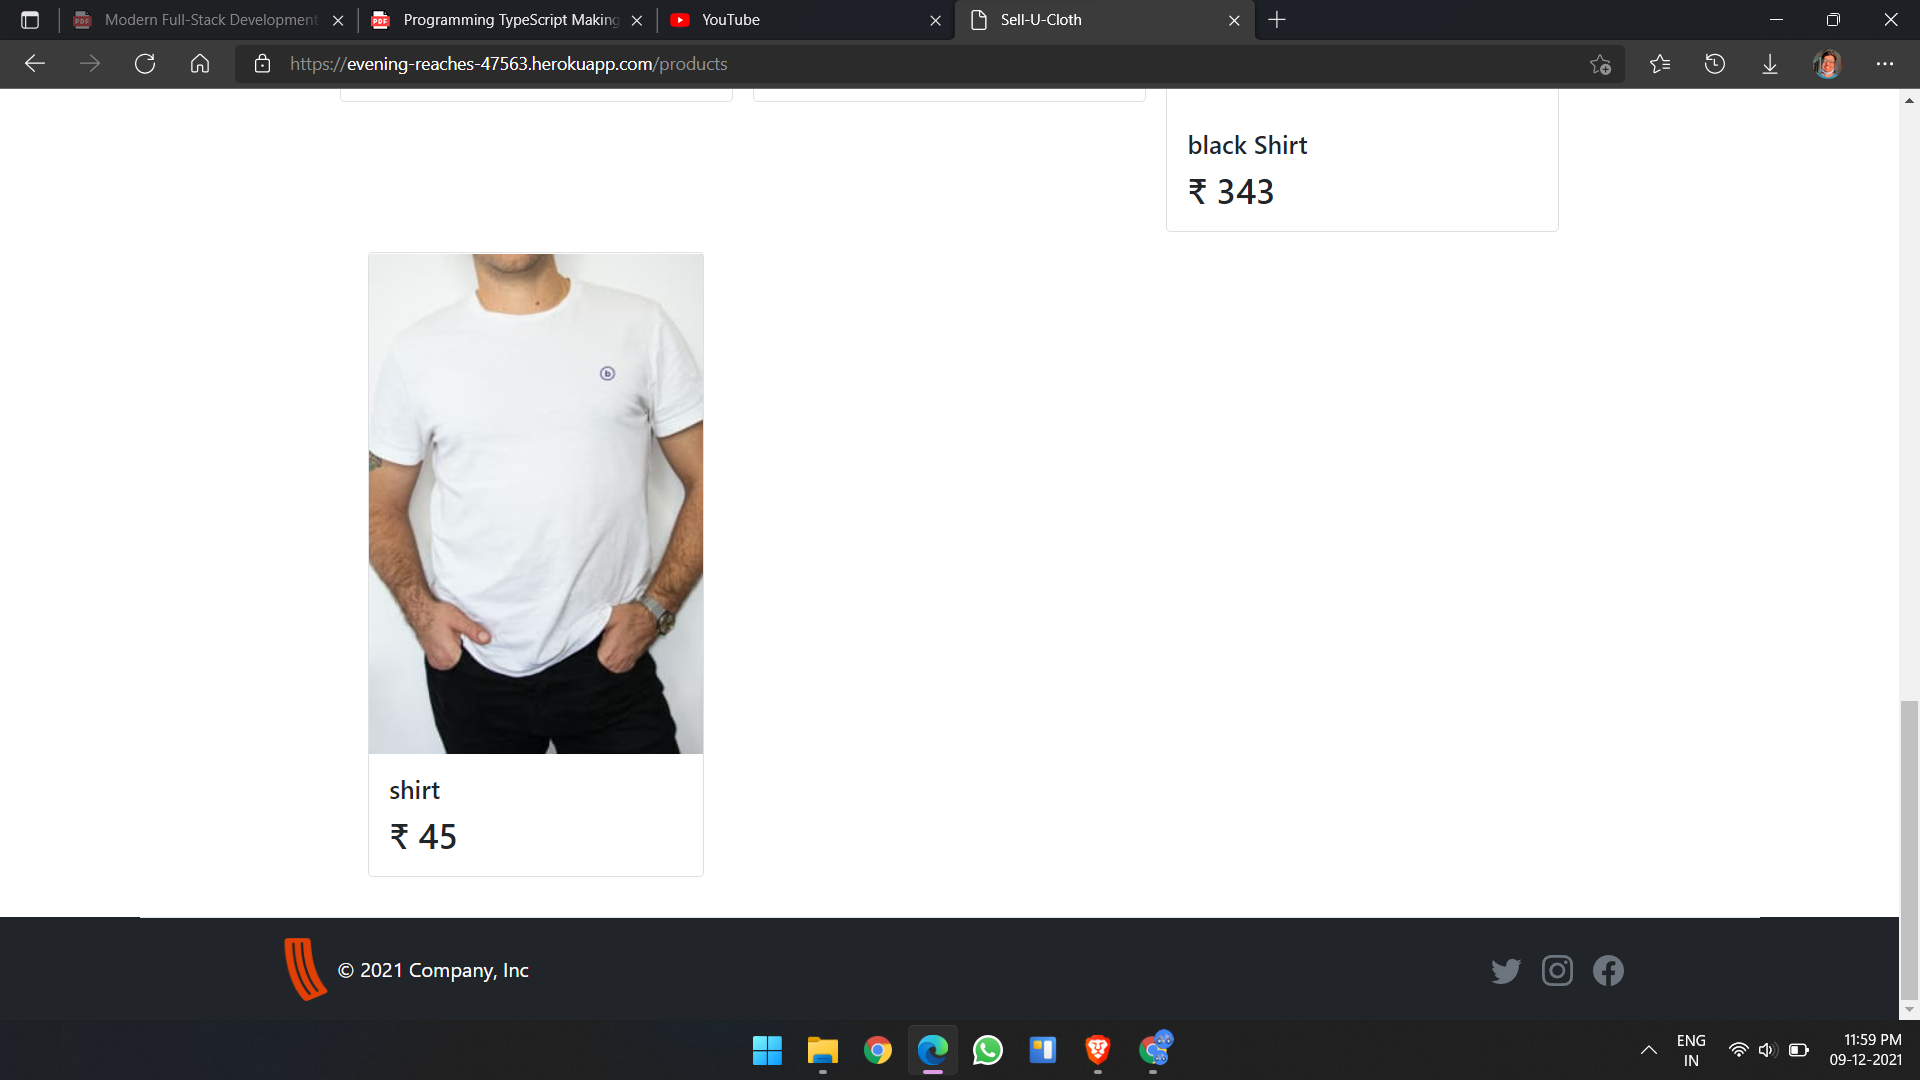 Modern Full-Stack Development
Programming TypeScript Making
YouTube
Sell-U-Cloth
https://evening-reaches-47563.herokuapp.com/products
black Shirt
₹ 343
b
shirt
₹ 45
© 2021 Company, Inc
ENG
IN
11:59 PM
09-12-2021